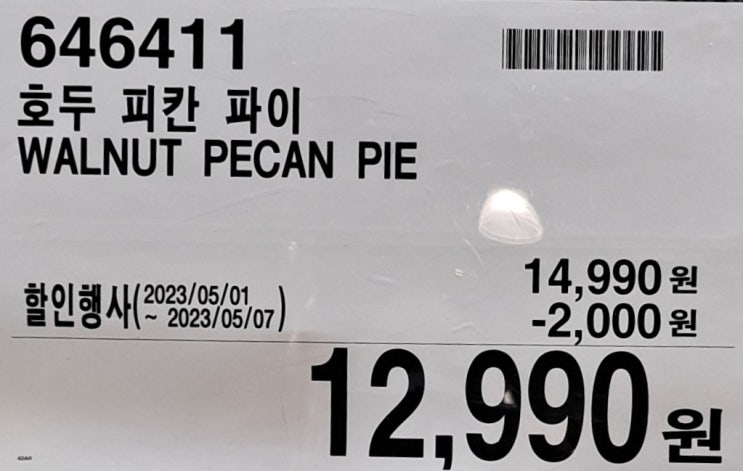 646411
호두 피칸 파이
WALNUT PECAN PIE
14,990 원
할인행사(2023/05/01 ~ 2023/05/07)
-2,000 원
12,990 원